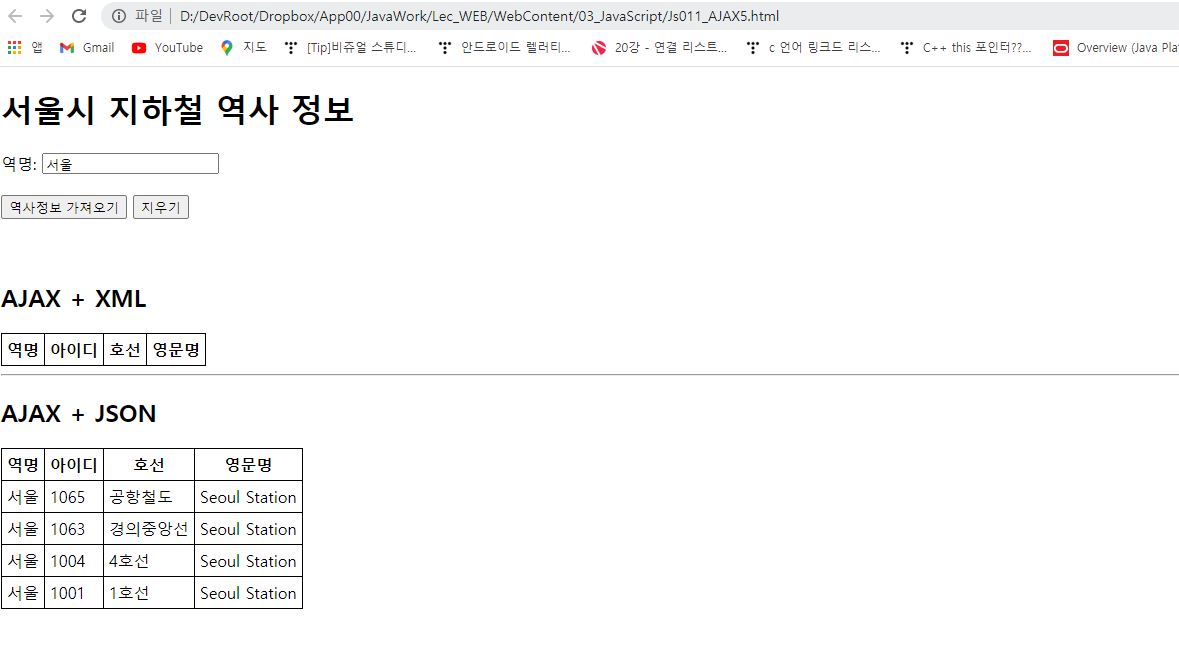 파일 | D:/DevRoot/Dropbox/App00/JavaWork/Lec_WEB/WebContent/03_JavaScript/Js011_AJAX5.html
앱 Gmail YouTube 지도 [Tip]비쥬얼 스튜디... 안드로이드 렐러티... 20강 - 연결 리스트... c 언어 링크드 리스... C++ this 포인터??... Overview (Java Pla
서울시 지하철 역사 정보
역명: 서울
역사정보 가져오기 지우기
AJAX + XML
역명 아이디 호선 영문명
AJAX + JSON
역명 아이디 호선 영문명
서울 1065 공항철도 Seoul Station
서울 1063 경의중앙선 Seoul Station
서울 1004 4호선 Seoul Station
서울 1001 1호선 Seoul Station